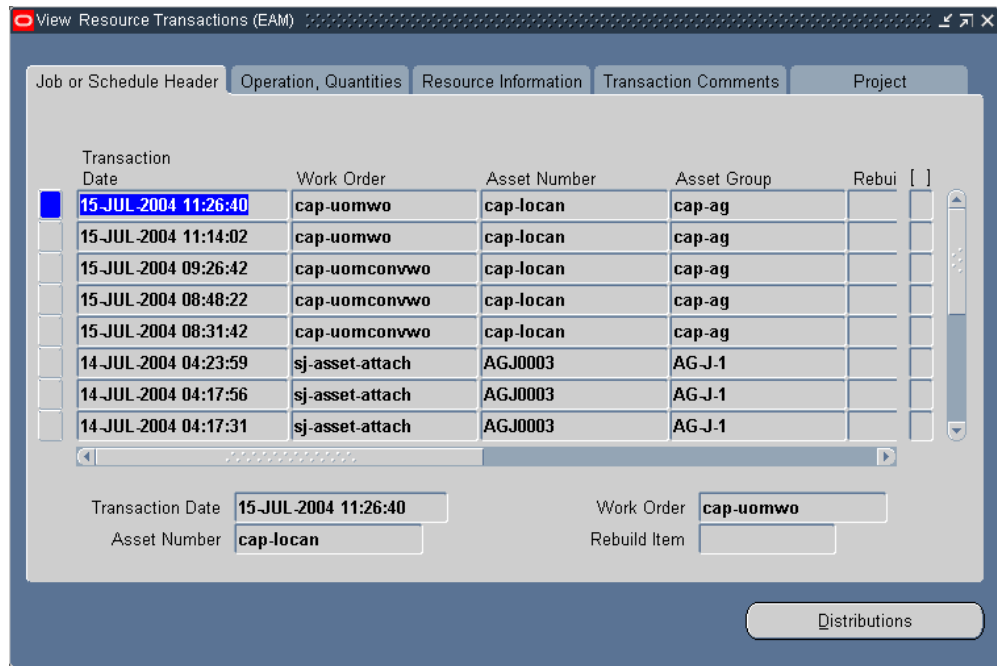 View Resource Transactions (EAM)
Job or Schedule Header Operation, Quantities Resource Information Transaction Comments Project
Transaction
Date Work Order Asset Number Asset Group Rebui [ ]
15-JUL-2004 11:26:40 cap-uomwo cap-locan cap-ag
15-JUL-2004 11:14:02 cap-uomwo cap-locan cap-ag
15-JUL-2004 09:26:42 cap-uomconvwo cap-locan cap-ag
15-JUL-2004 08:48:22 cap-uomconvwo cap-locan cap-ag
15-JUL-2004 08:31:42 cap-uomconvwo cap-locan cap-ag
14-JUL-2004 04:23:59 sj-asset-attach AGJ0003 AG-J-1
14-JUL-2004 04:17:56 sj-asset-attach AGJ0003 AG-J-1
14-JUL-2004 04:17:31 sj-asset-attach AGJ0003 AG-J-1
Transaction Date 15-JUL-2004 11:26:40 Work Order cap-uomwo
Asset Number cap-locan Rebuild Item
Distributions